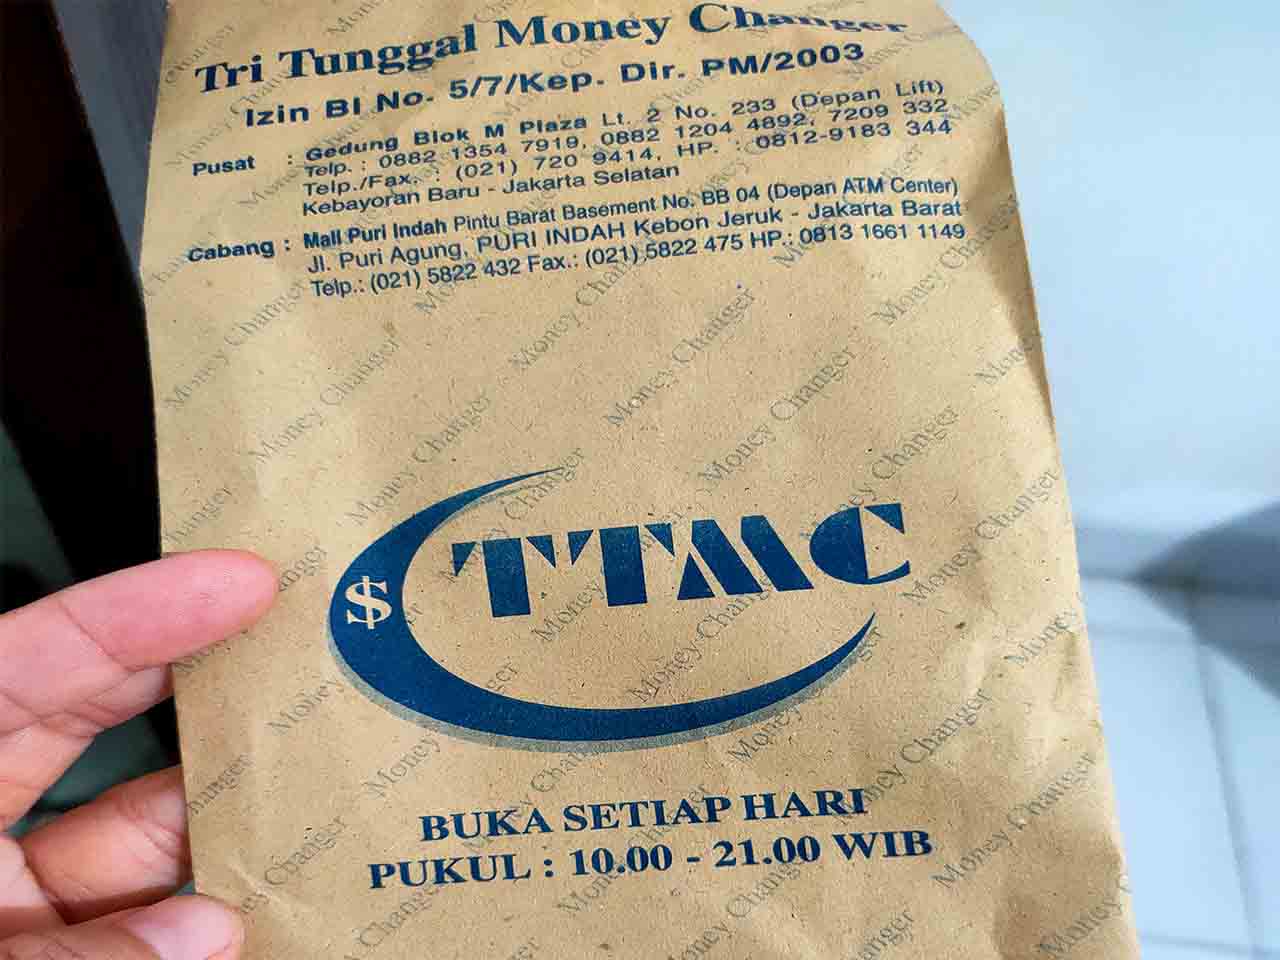 Tri Tunggal Money Changer
Izin BI No. 5/7/Kep. Dir. PM/2003
Pusat : Gedung Blok M Plaza Lt. 2 No. 233 (Depan Lift)
Telp. : 0882 1354 7919, 0882 1204 4892, 7209 332
Telp./Fax. : (021) 720 9414, HP. : 0812-9183 344
Kebayoran Baru - Jakarta Selatan
Cabang : Mall Puri Indah Pintu Barat Basement No. BB 04 (Depan ATM Center)
Jl. Puri Agung, PURI INDAH Kebon Jeruk - Jakarta Barat
Telp.: (021) 5822 432 Fax.: (021) 5822 475 HP.: 0813 1661 1149
$ TTMC
BUKA SETIAP HARI
PUKUL : 10.00 - 21.00 WIB